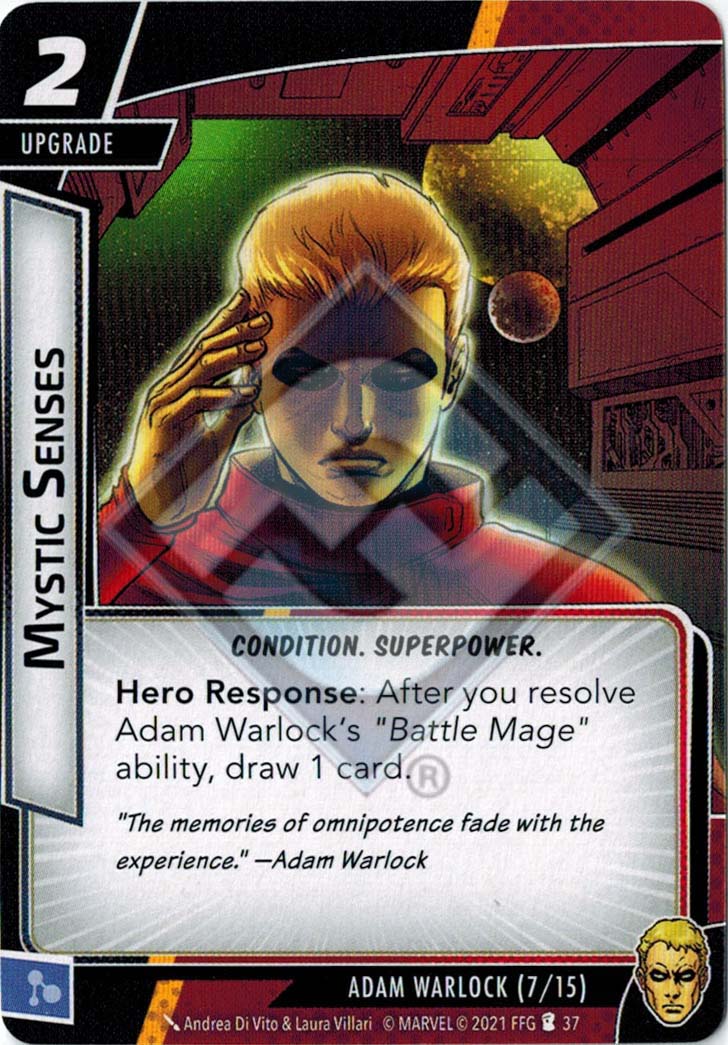 2
UPGRADE
MYSTIC SENSES
CONDITION. SUPERPOWER.
Hero Response: After you resolve
Adam Warlock's "Battle Mage"
ability, draw 1 card.
®
"The memories of omnipotence fade with the
experience." —Adam Warlock
ADAM WARLOCK (7/15)
Andrea Di Vito & Laura Villari © MARVEL © 2021 FFG 37